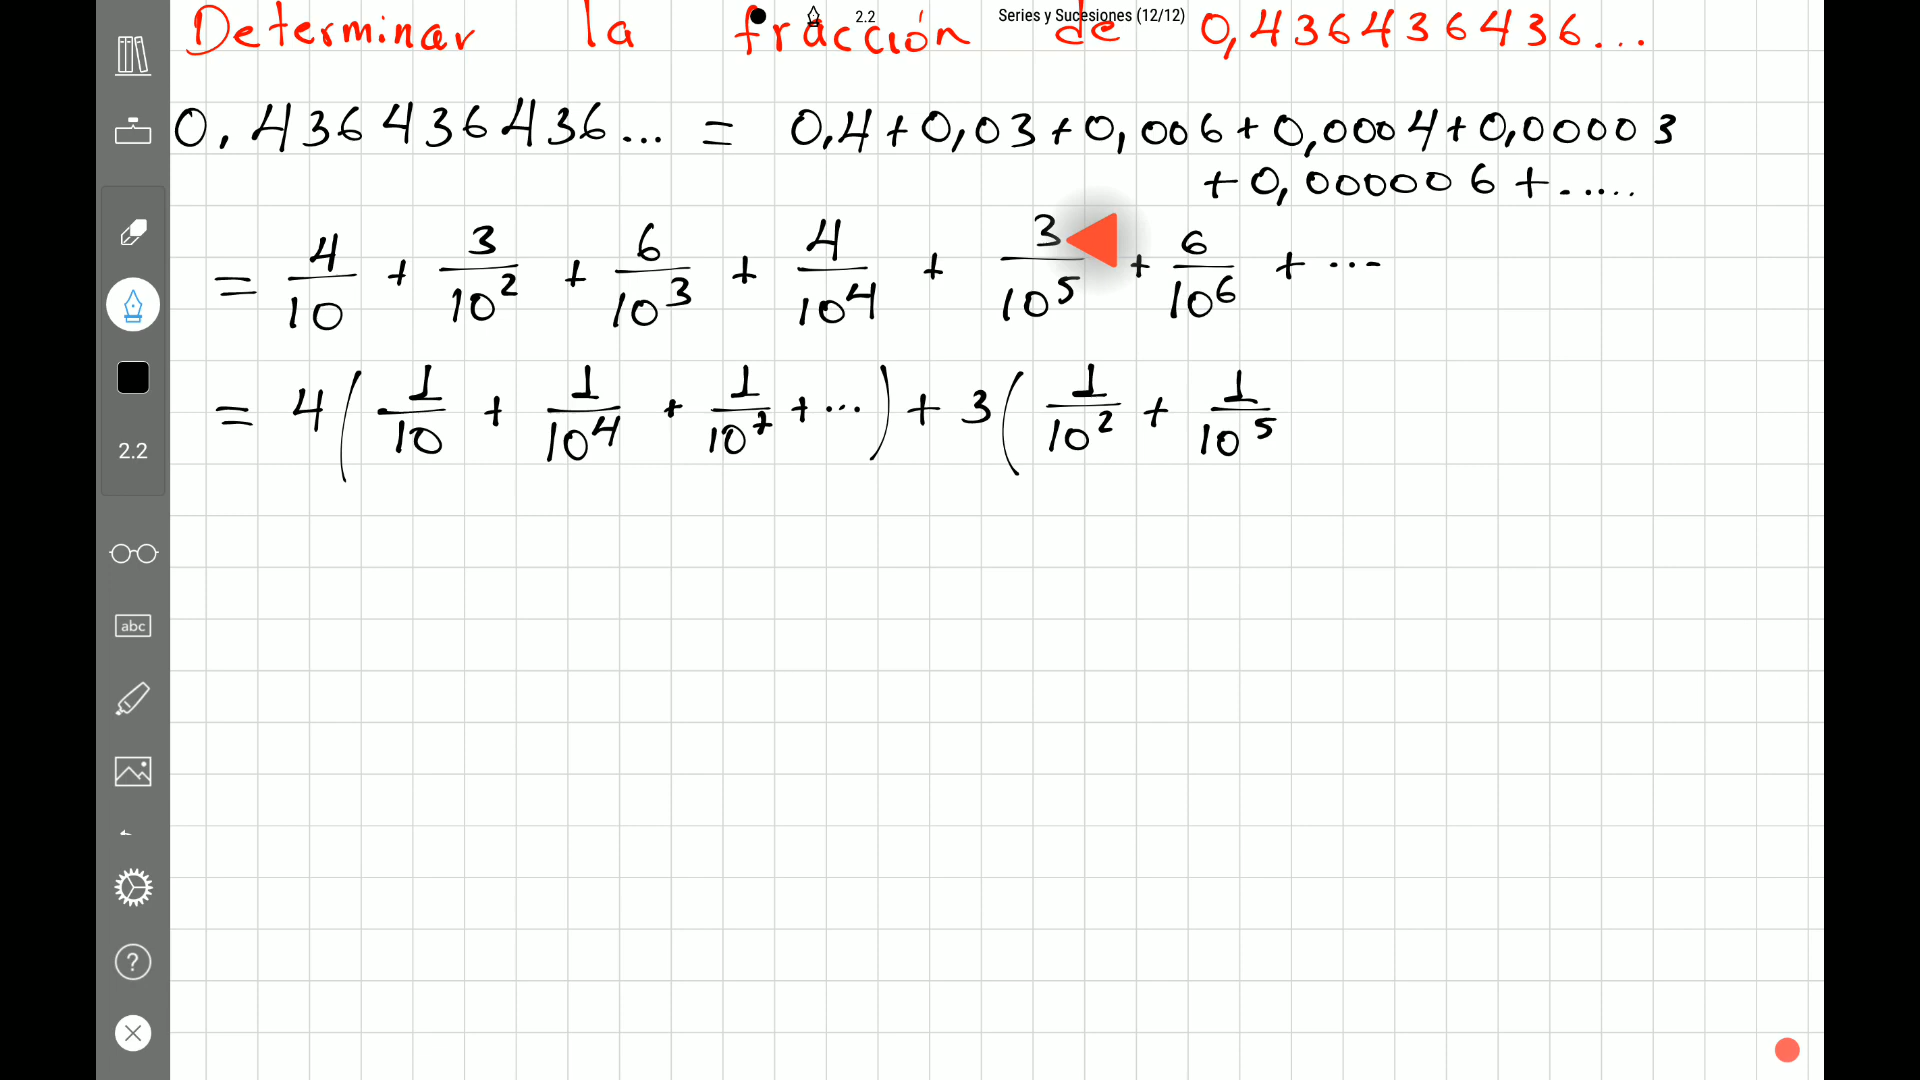 2.2 Series y Sucesiones (12/12)
Determinar la fracción de 0,436436436...
0,436436436... = 0,4+0,03+0,006+0,0004+0,00003
+0,000006+.....
= 4/10 + 3/10² + 6/10³ + 4/10⁴ + 3/10⁵ + 6/10⁶ + ...
= 4(1/10 + 1/10⁴ + 1/10⁷ + ...) + 3(1/10² + 1/10⁵
2.2
abc
?